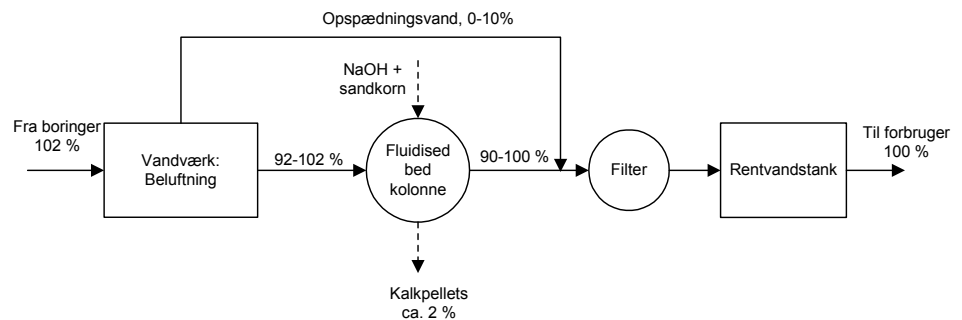 Opspædningsvand, 0-10%
NaOH +
sandkorn
Fra boringer
102 %
Vandværk:
Beluftning
92-102 %
Fluidised
bed
kolonne
90-100 %
Filter
Rentvandstank
Til forbruger
100 %
Kalkpellets
ca. 2 %